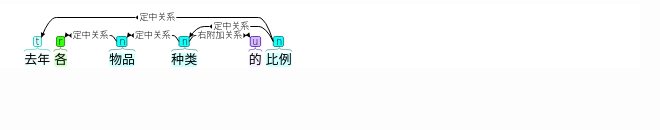 定中关系
定中关系
定中关系 定中关系 右附加关系
t r n n u n
去年 各 物品 种类 的 比例